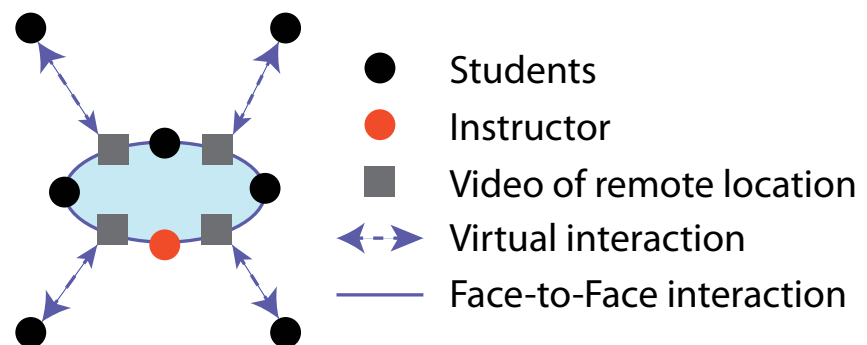 Students
Instructor
Video of remote location
Virtual interaction
Face-to-Face interaction